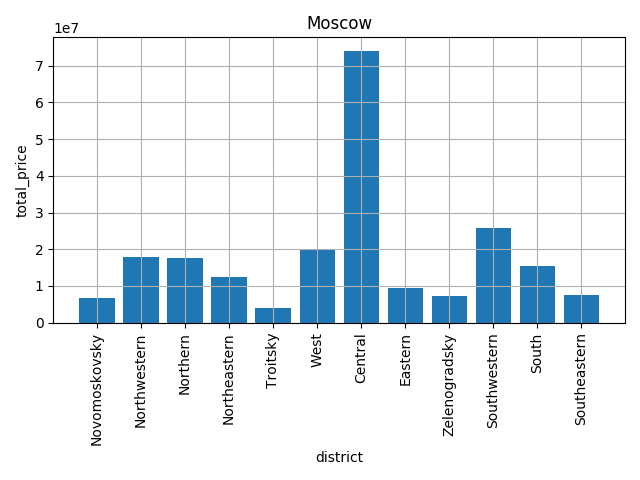 Moscow
1e7
total_price
7
6
5
4
3
2
1
0
Novomoskovsky
Northwestern
Northern
Northeastern
Troitsky
West
Central
Eastern
Zelenogradsky
Southwestern
South
Southeastern
district